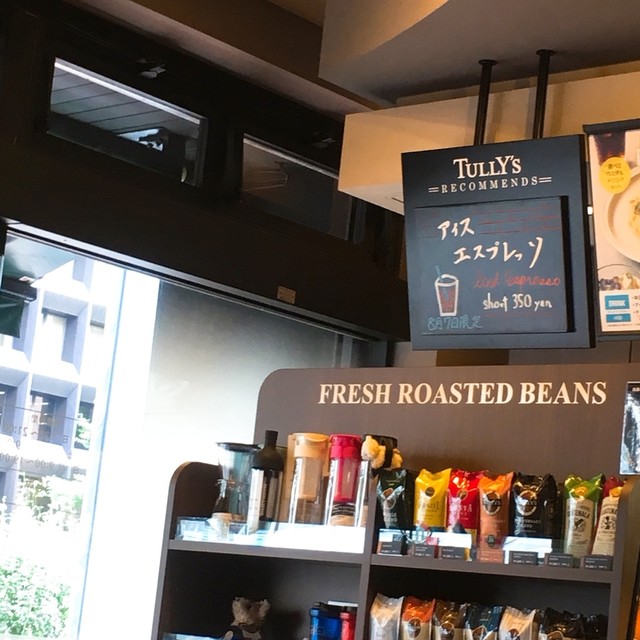 TULLY'S
RECOMMENDS
アイス
エスプレッソ
Iced Espresso
short 350 yen
8月7日限定
FRESH ROASTED BEANS